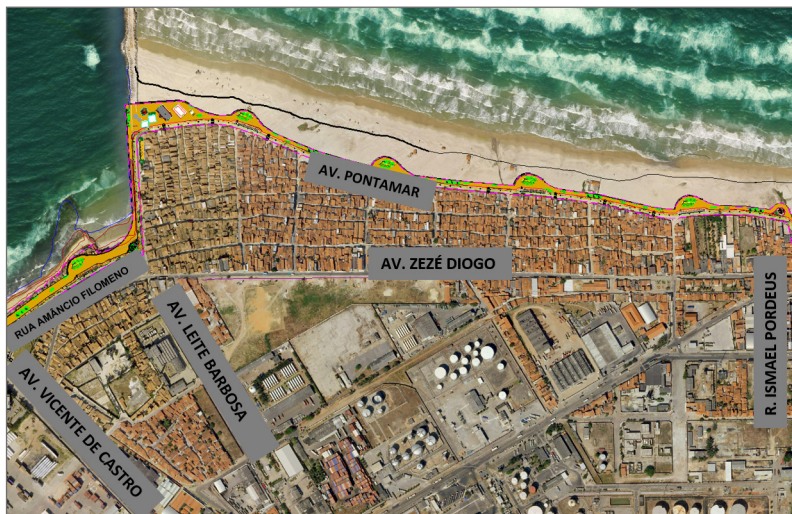 AV. PONTAMAR
AV. ZEZÉ DIOGO
RUA AMÂNCIO FILOMENO
AV. LEITE BARBOSA
AV. VICENTE DE CASTRO
R. ISMAEL PORDEUS